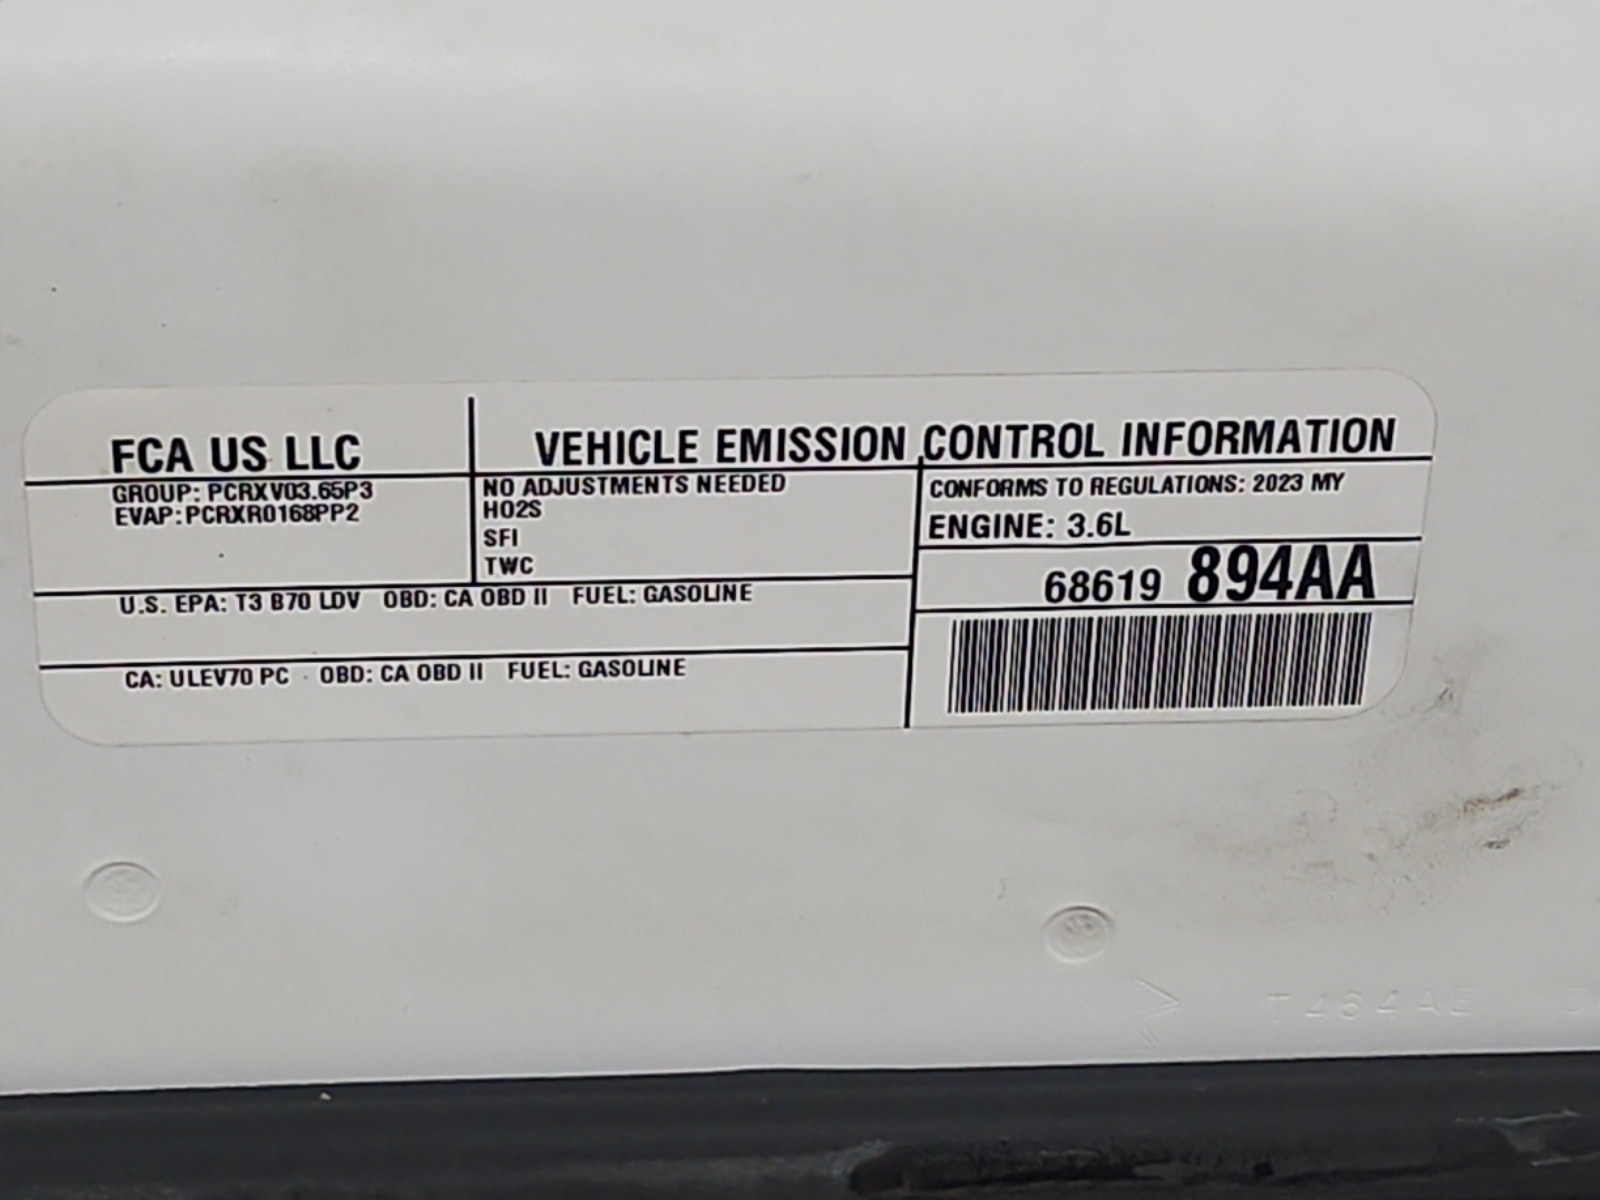 FCA US LLC
VEHICLE EMISSION CONTROL INFORMATION
GROUP: PCRXV03.65P3
EVAP:PCRXR0168PP2
NO ADJUSTMENTS NEEDED
HO2S
SFI
TWC
CONFORMS TO REGULATIONS: 2023 MY
ENGINE: 3.6L
68619 894AA
U.S. EPA: T3 B70 LDV OBD: CA OBD II FUEL: GASOLINE
CA: ULEV70 PC · OBD: CA OBD II FUEL: GASOLINE
T464AE